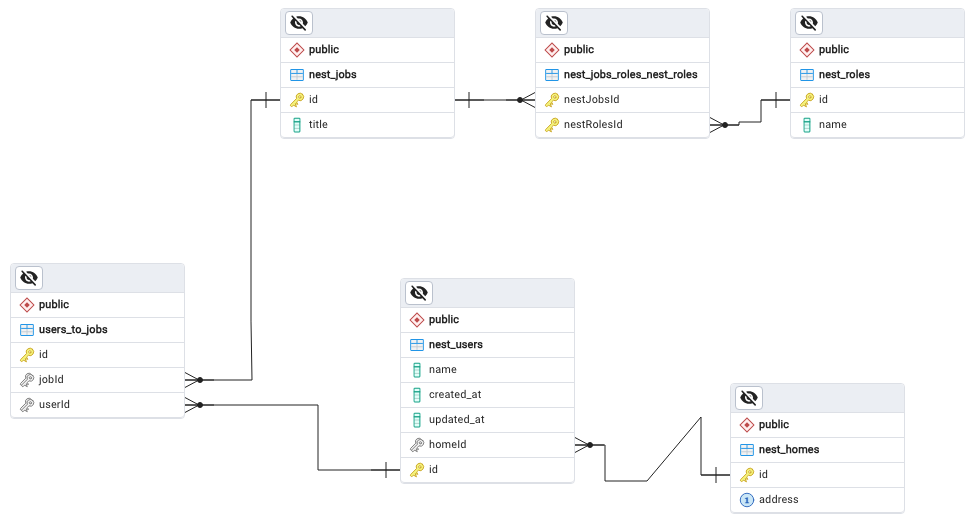 public
nest_jobs
id
title
public
nest_jobs_roles_nest_roles
nestJobsId
nestRolesId
public
nest_roles
id
name
public
users_to_jobs
id
jobId
userId
public
nest_users
name
created_at
updated_at
homeId
id
public
nest_homes
id
1 address